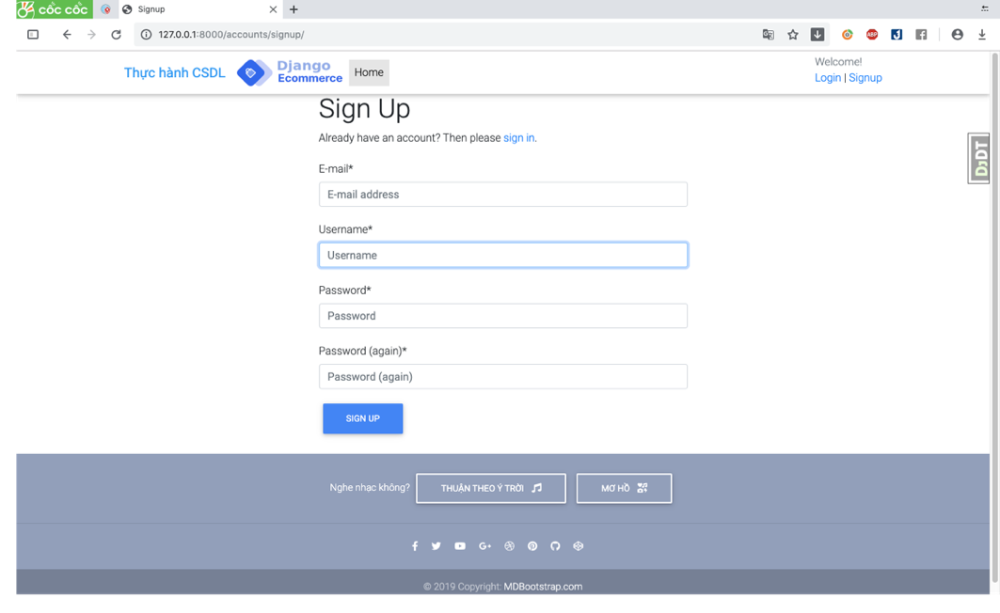 cốc cốc
Signup
127.0.0.1:8000/accounts/signup/
ABP
Thực hành CSDL
Django
Ecommerce
Home
Welcome!
Login | Signup
Sign Up
Already have an account? Then please sign in.
DJDT
E-mail*
E-mail address
Username*
Username
Password*
Password
Password (again)*
Password (again)
SIGN UP
Nghe nhạc không?
THUẬN THEO Ý TRỜI
MƠ HỒ
© 2019 Copyright: MDBootstrap.com